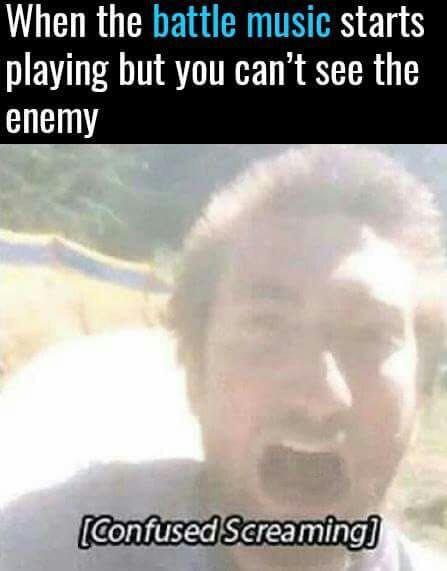 When the battle music starts
playing but you can’t see the
enemy
[Confused Screaming]